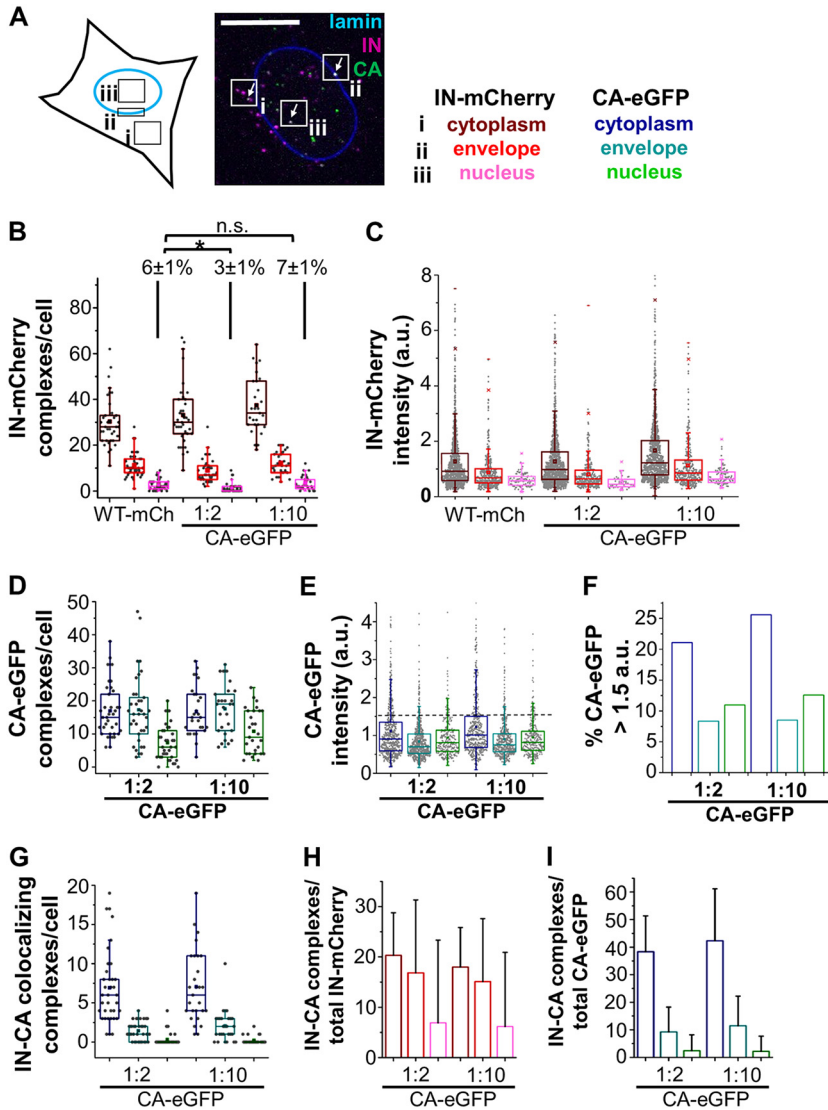 A
iii
ii
i
lamin
IN
CA
ii
i
iii
IN-mCherry CA-eGFP
i cytoplasm cytoplasm
ii envelope envelope
iii nucleus nucleus
B
n.s.
*
6±1% 3±1% 7±1%
IN-mCherry
complexes/cell
80
60
40
20
0
WT-mCh 1:2 1:10
CA-eGFP
C
IN-mCherry
intensity (a.u.)
8
6
4
2
0
WT-mCh 1:2 1:10
CA-eGFP
D
CA-eGFP
complexes/cell
50
40
30
20
10
0
1:2 1:10
CA-eGFP
E
CA-eGFP
intensity (a.u.)
4
3
2
1
0
1:2 1:10
CA-eGFP
F
% CA-eGFP
> 1.5 a.u.
25
20
15
10
5
0
1:2 1:10
CA-eGFP
G
IN-CA colocalizing
complexes/cell
20
15
10
5
0
1:2 1:10
CA-eGFP
H
IN-CA complexes/
total IN-mCherry
30
20
10
0
1:2 1:10
CA-eGFP
I
IN-CA complexes/
total CA-eGFP
60
50
40
30
20
10
0
1:2 1:10
CA-eGFP